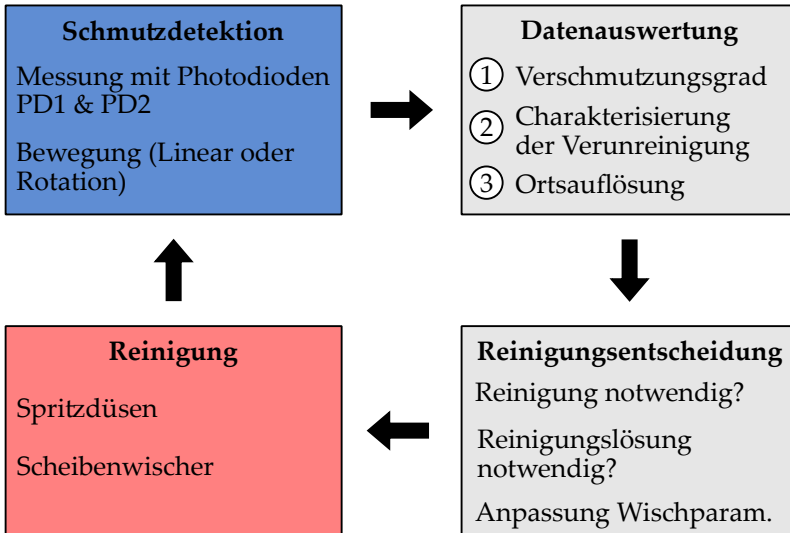 Schmutzdetektion
Messung mit Photodioden
PD1 & PD2
Bewegung (Linear oder
Rotation)
Datenauswertung
1 Verschmutzungsgrad
2 Charakterisierung
der Verunreinigung
3 Ortsauflösung
Reinigung
Spritzdüsen
Scheibenwischer
Reinigungsentscheidung
Reinigung notwendig?
Reinigungslösung
notwendig?
Anpassung Wischparam.